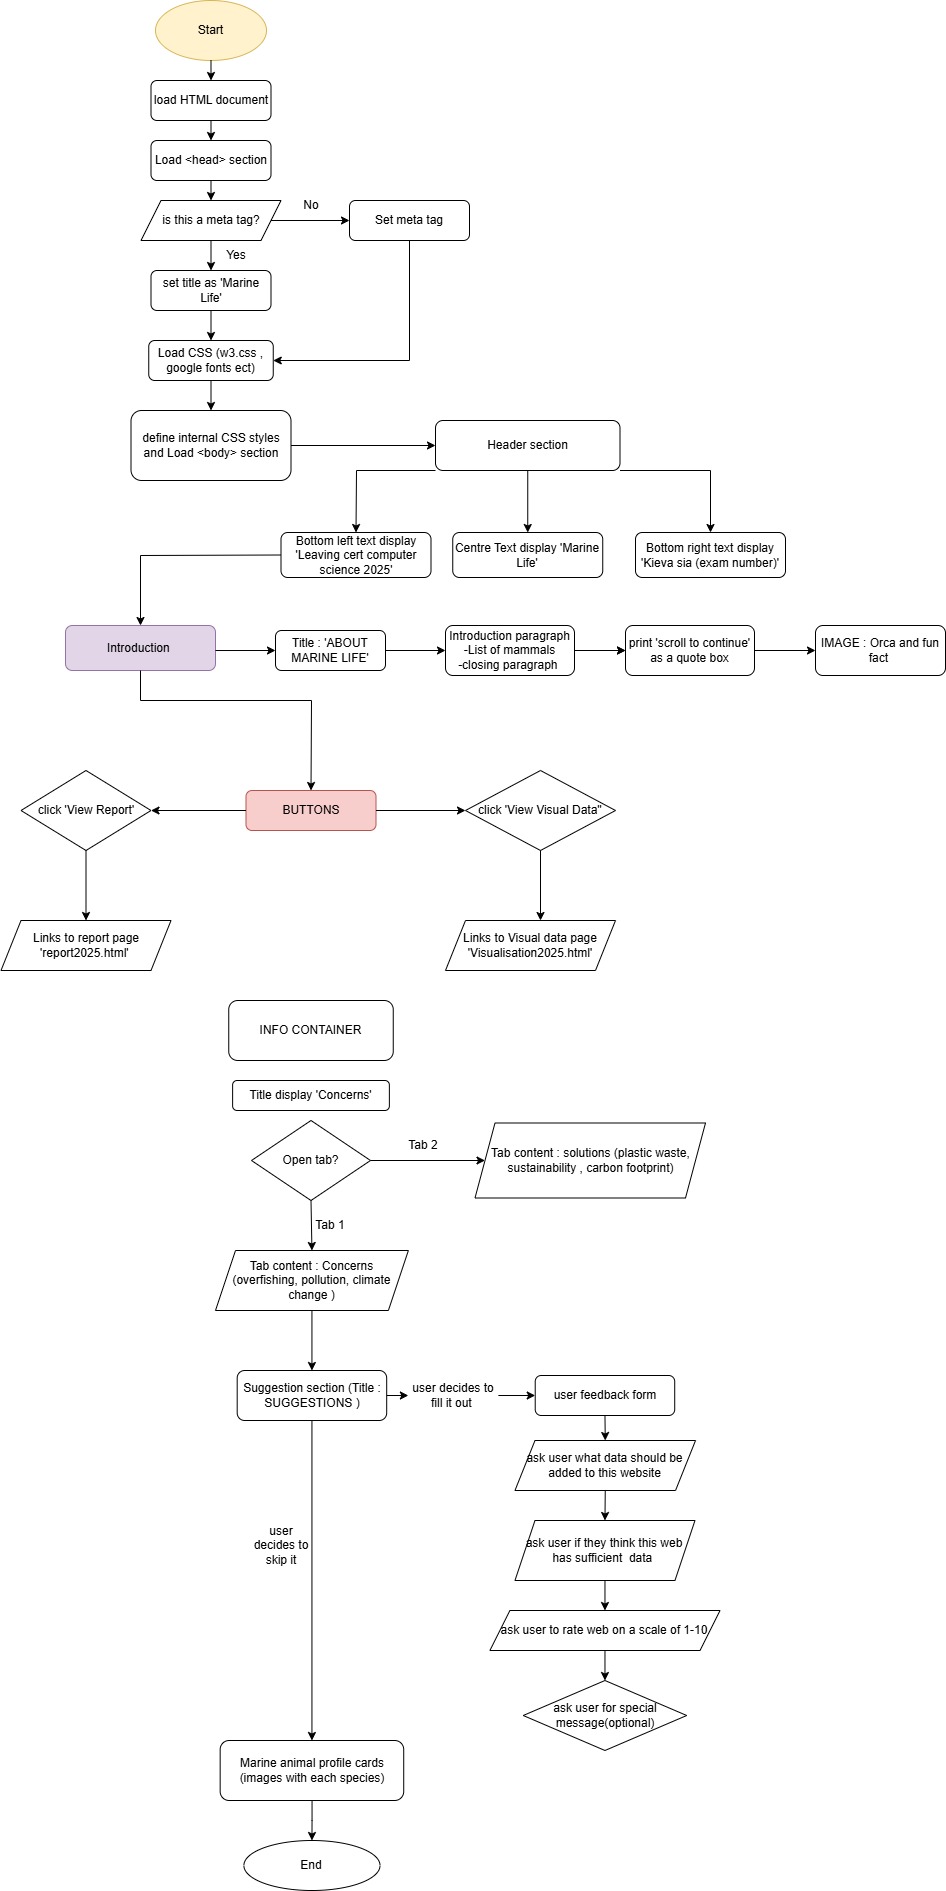 Start
load HTML document
Load <head> section
is this a meta tag?
No
Set meta tag
Yes
set title as 'Marine
Life'
Load CSS (w3.css ,
google fonts ect)
define internal CSS styles
and Load <body> section
Header section
Bottom left text display
'Leaving cert computer
science 2025'
Centre Text display 'Marine
Life'
Bottom right text display
'Kieva sia (exam number)'
Introduction
Title : 'ABOUT
MARINE LIFE'
Introduction paragraph
-List of mammals
-closing paragraph
print 'scroll to continue'
as a quote box
IMAGE : Orca and fun
fact
click 'View Report'
BUTTONS
click 'View Visual Data"
Links to report page
'report2025.html'
Links to Visual data page
'Visualisation2025.html'
INFO CONTAINER
Title display 'Concerns'
Open tab?
Tab 2
Tab content : solutions (plastic waste,
sustainability , carbon footprint)
Tab 1
Tab content : Concerns
(overfishing, pollution, climate
change )
Suggestion section (Title :
SUGGESTIONS )
user decides to
fill it out
user feedback form
ask user what data should be
added to this website
ask user if they think this web
has sufficient  data
user
decides to
skip it
ask user to rate web on a scale of 1-10
ask user for special
message(optional)
Marine animal profile cards
(images with each species)
End